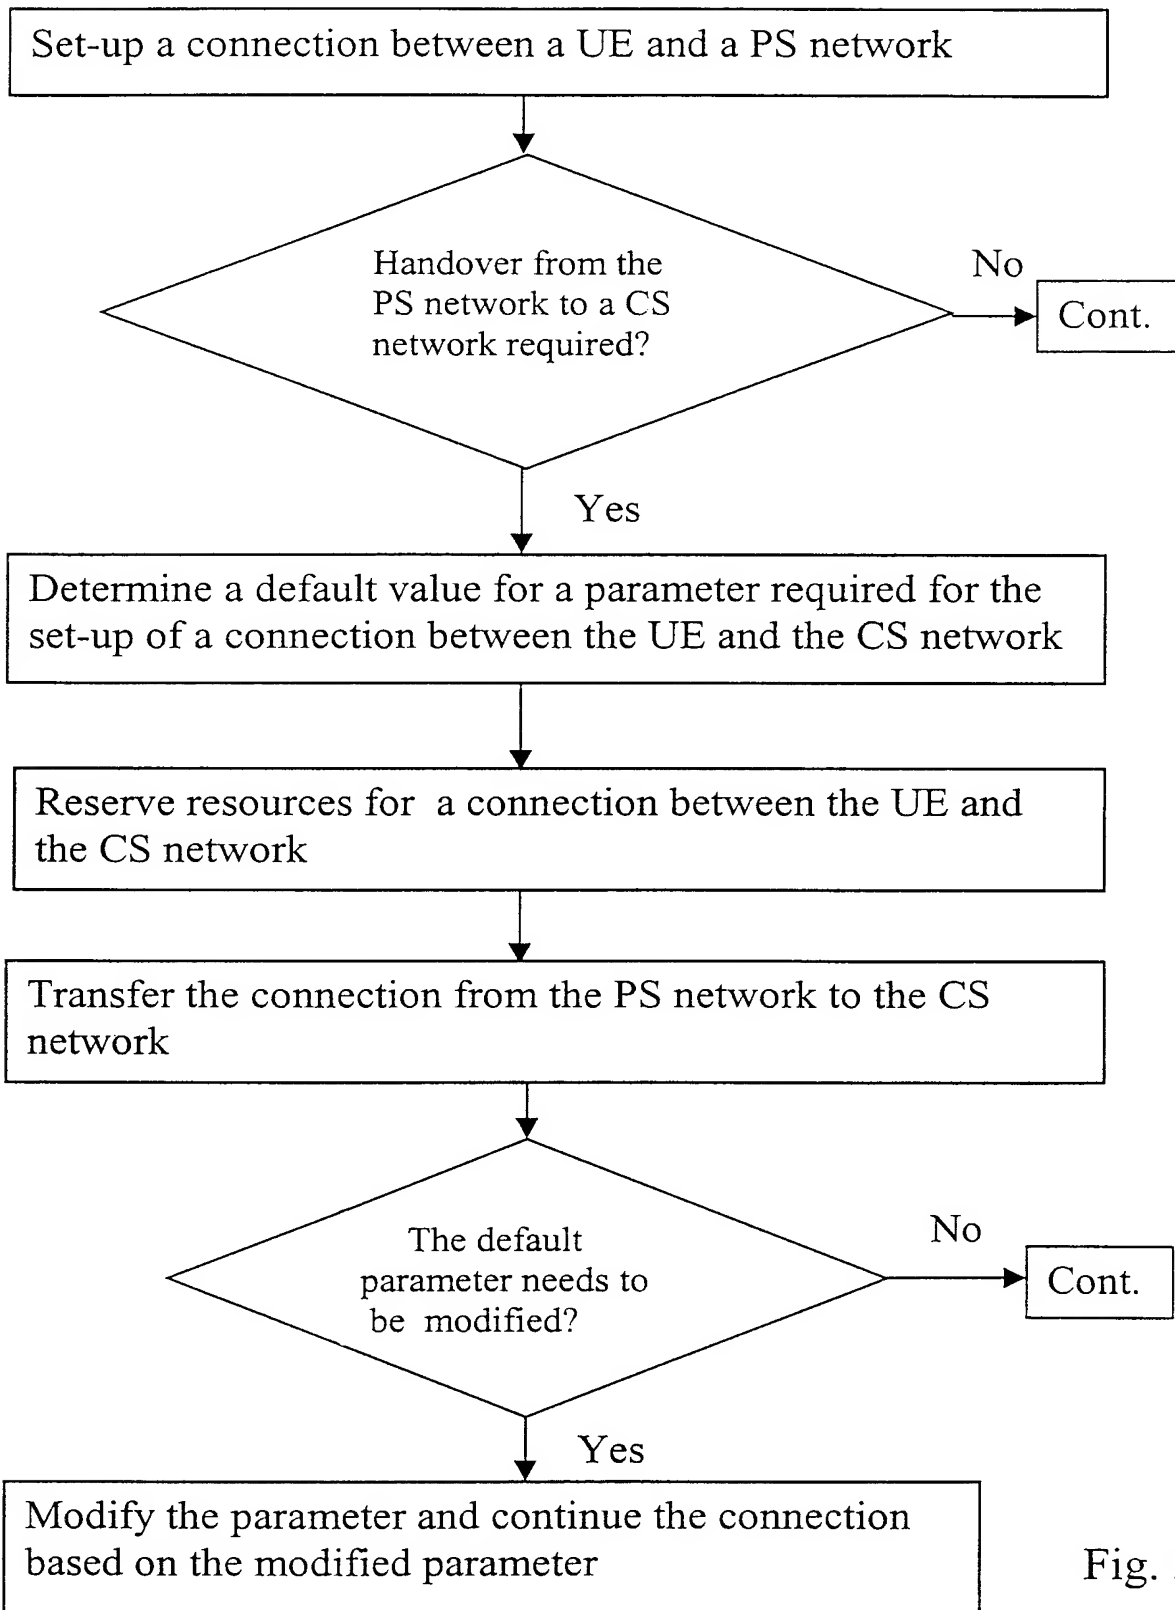 Set-up a connection between a UE and a PS network
Handover from the
PS network to a CS
network required?
No
Cont.
Yes
Determine a default value for a parameter required for the
set-up of a connection between the UE and the CS network
Reserve resources for a connection between the UE and
the CS network
Transfer the connection from the PS network to the CS
network
The default
parameter needs to
be modified?
No
Cont.
Yes
Modify the parameter and continue the connection
based on the modified parameter
Fig.